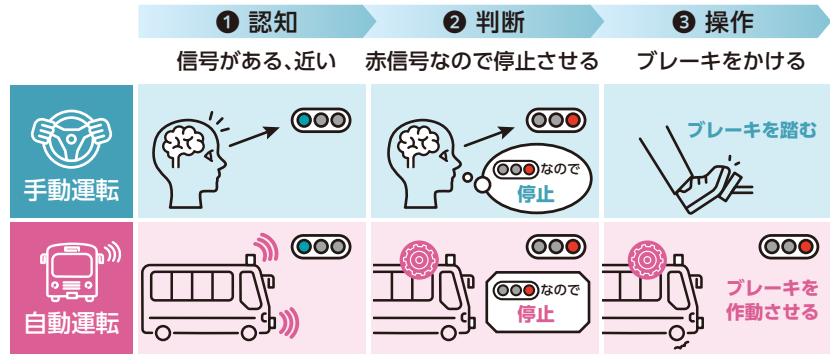 ❶ 認知
❷ 判断
❸ 操作
信号がある、近い
赤信号なので停止させる
ブレーキをかける
手動運転
なので
停止
ブレーキを踏む
自動運転
なので
停止
ブレーキを
作動させる